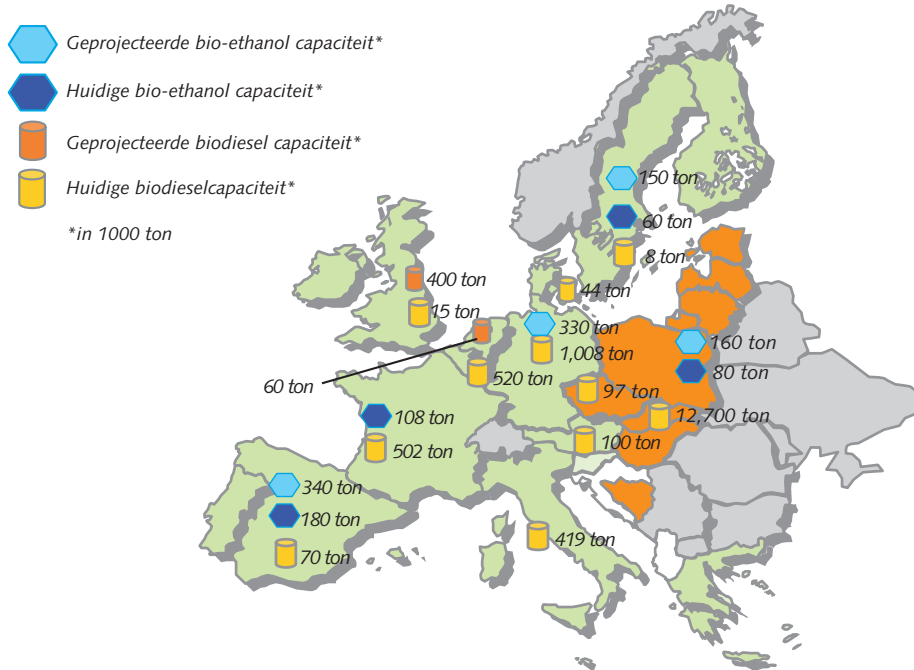 Geprojecteerde bio-ethanol capaciteit*
Huidige bio-ethanol capaciteit*
Geprojecteerde biodiesel capaciteit*
Huidige biodieselcapaciteit*
*in 1000 ton
150 ton
60 ton
8 ton
400 ton
44 ton
15 ton
330 ton
160 ton
1,008 ton
60 ton
520 ton
80 ton
97 ton
108 ton
12,700 ton
502 ton
100 ton
340 ton
180 ton
419 ton
70 ton